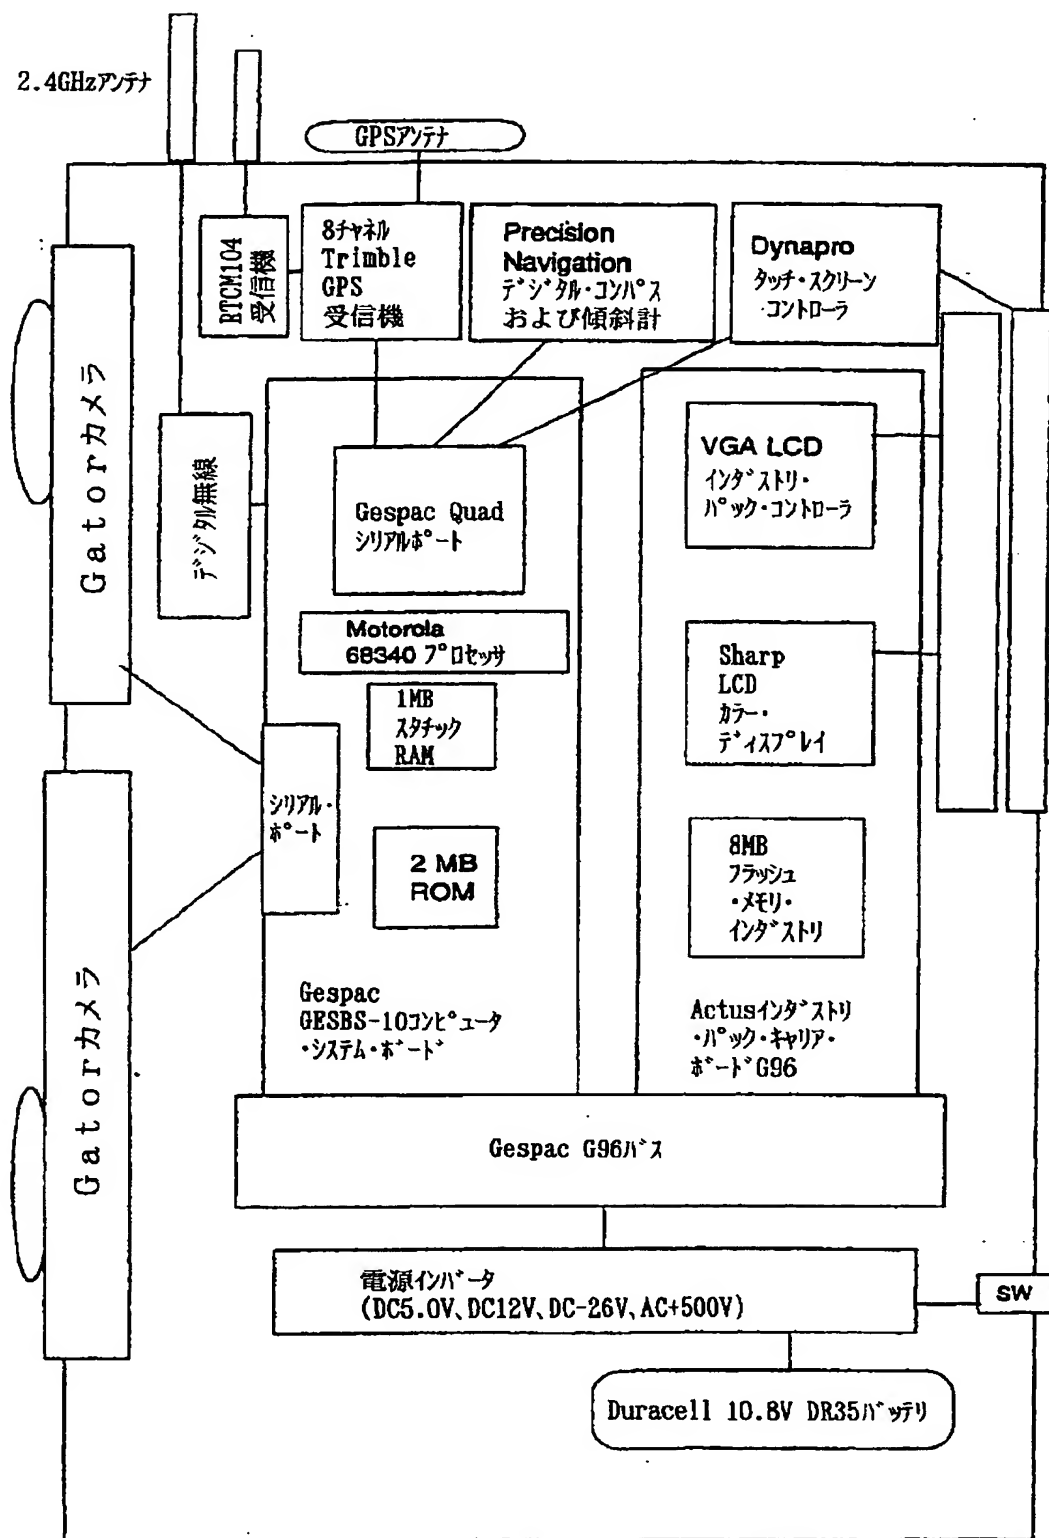 2.4GHzアンテナ
GPSアンテナ
RTCM104
受信機
8チャネル
Trimble
GPS
受信機
Precision
Navigation
デジタル・コンパス
および傾斜計
Dynapro
タッチ・スクリーン
・コントローラ
Gatorカメラ
デジタル無線
Gespac Quad
シリアルポート
VGA LCD
インダストリ・
パック・コントローラ
Motorola
68340 プロセッサ
1MB
スタチック
RAM
Sharp
LCD
カラー・
ディスプレイ
シリアル・
ポート
2 MB
ROM
8MB
フラッシュ
・メモリ・
インダストリ
Gatorカメラ
Gespac
GESBS-10コンピュータ
・システム・ボード
Actusインダストリ
・パック・キャリア・
ボードG96
Gespac G96バス
電源インバータ
(DC5.0V、DC12V、DC-26V、AC+500V)
SW
Duracell 10.8V DR35バッテリ